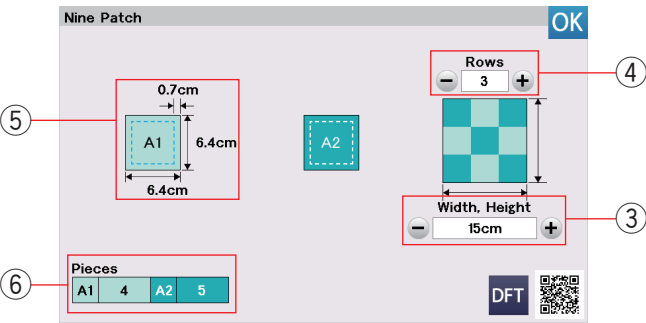 Nine Patch
OK
Rows
3
④
⑤
0.7cm
A1
6.4cm
6.4cm
A2
Width, Height
15cm
③
⑥
Pieces
A1 4 A2 5
DFT